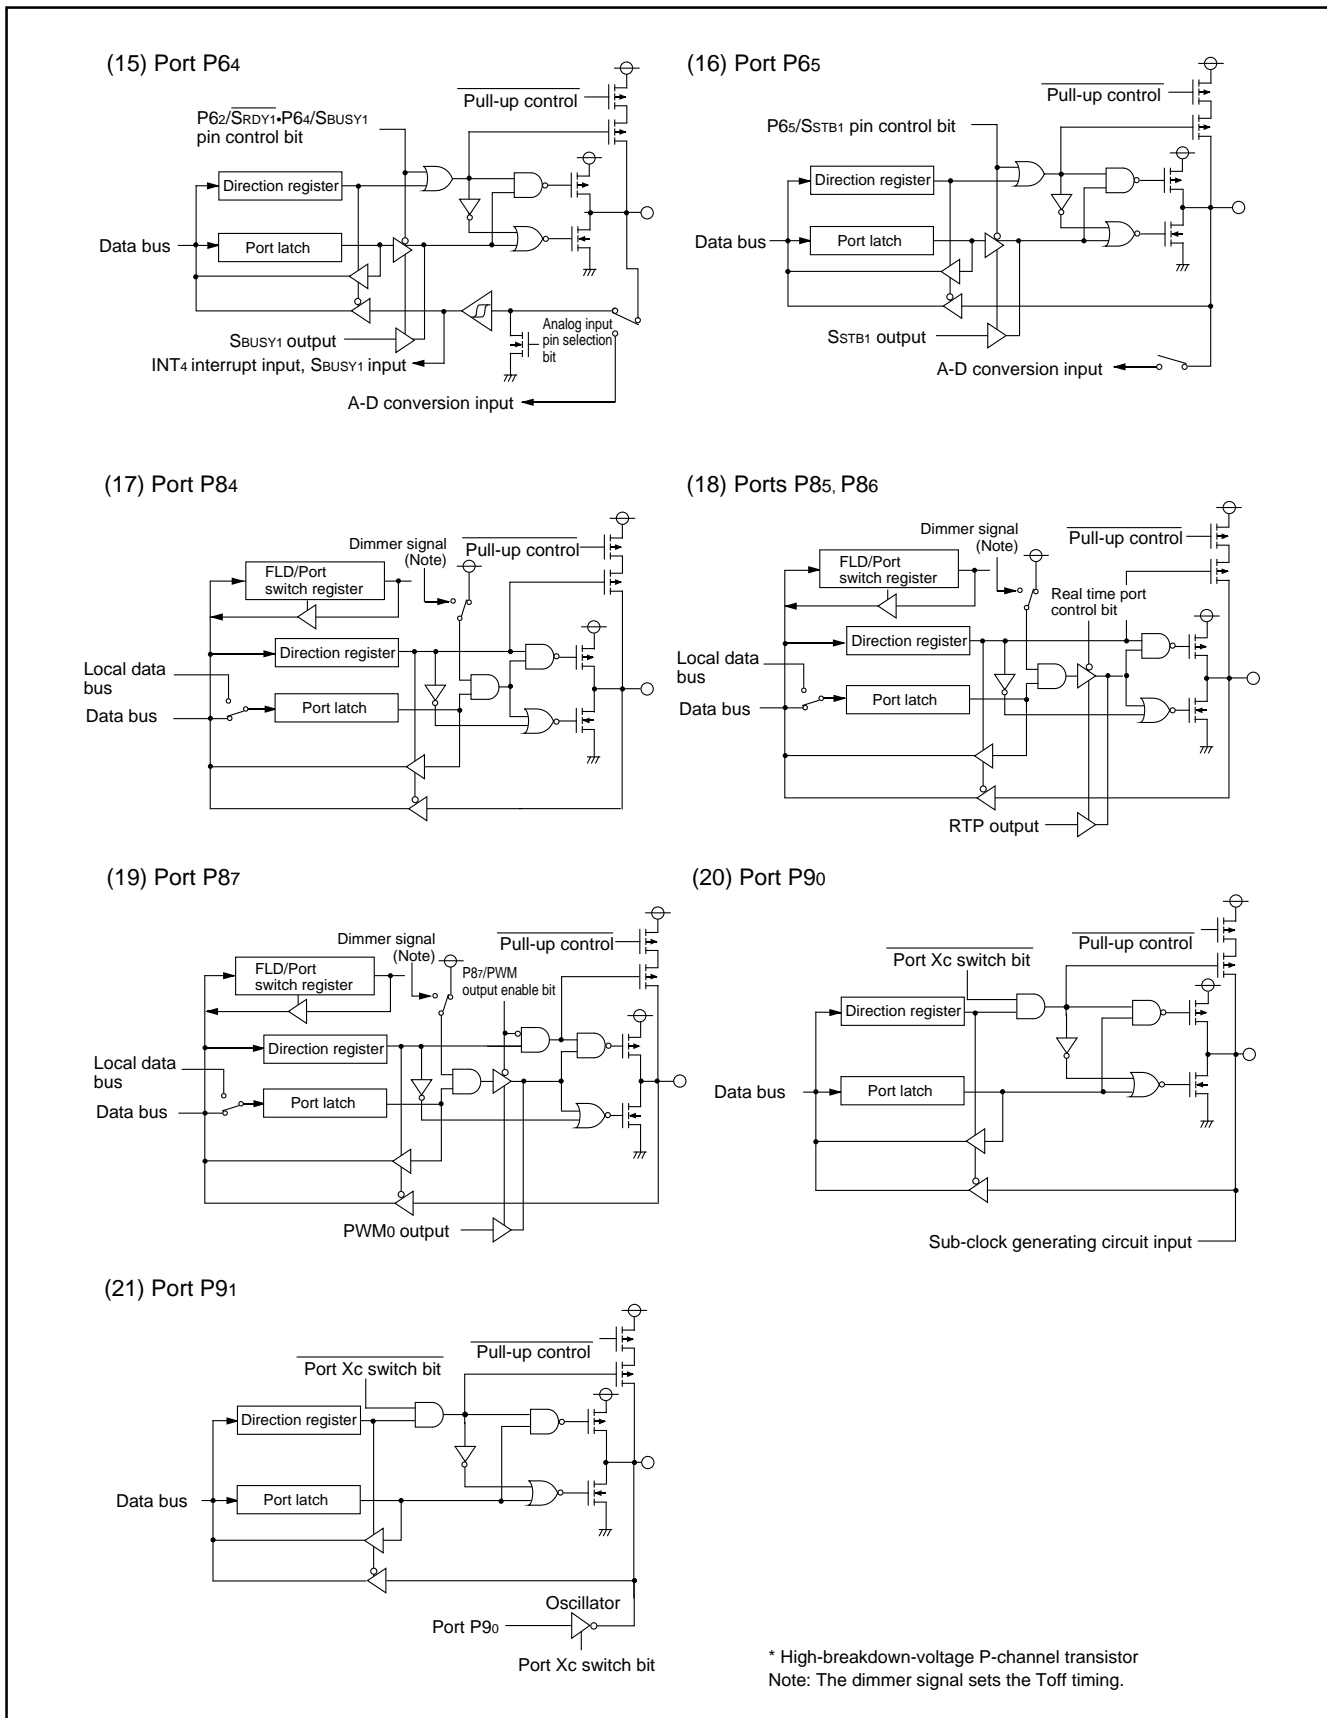 (15) Port P64
Pull-up control
P62/SRDY1•P64/SBUSY1
pin control bit
Direction register
Data bus
Port latch
SBUSY1 output
INT4 interrupt input, SBUSY1 input
Analog input
pin selection
bit
A-D conversion input
(16) Port P65
Pull-up control
P65/SSTB1 pin control bit
Direction register
Data bus
Port latch
SSTB1 output
A-D conversion input
(17) Port P84
Dimmer signal
(Note)
Pull-up control
FLD/Port
switch register
Direction register
Local data
bus
Data bus
Port latch
(18) Ports P85, P86
Dimmer signal
(Note)
Pull-up control
FLD/Port
switch register
Real time port
control bit
Direction register
Local data
bus
Data bus
Port latch
RTP output
(19) Port P87
Dimmer signal
(Note)
Pull-up control
FLD/Port
switch register
P87/PWM
output enable bit
Direction register
Local data
bus
Data bus
Port latch
PWM0 output
(20) Port P90
Pull-up control
Port Xc switch bit
Direction register
Data bus
Port latch
Sub-clock generating circuit input
(21) Port P91
Pull-up control
Port Xc switch bit
Direction register
Data bus
Port latch
Oscillator
Port P90
Port Xc switch bit
* High-breakdown-voltage P-channel transistor
Note: The dimmer signal sets the Toff timing.